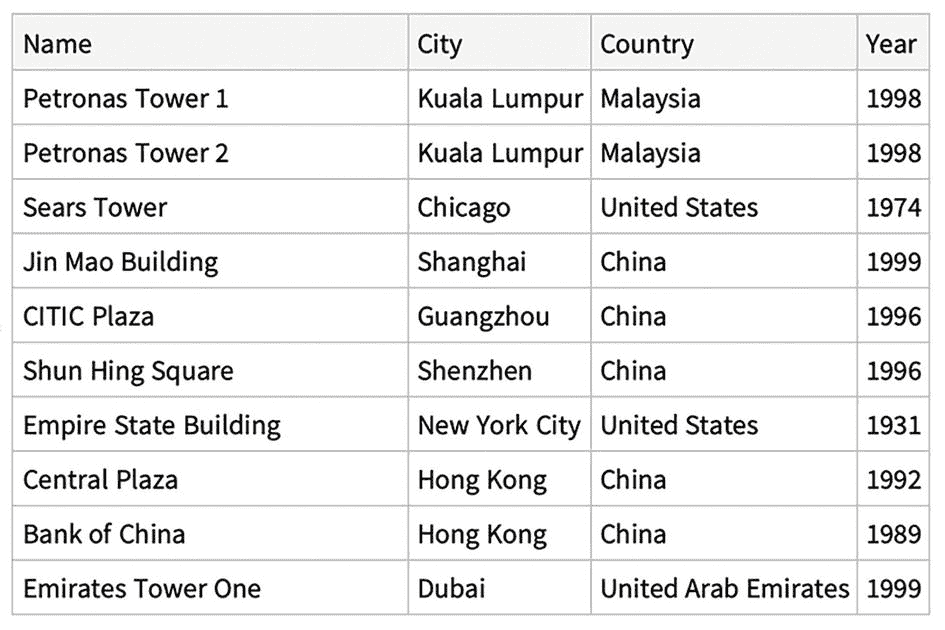 Name City Country Year
Petronas Tower 1 Kuala Lumpur Malaysia 1998
Petronas Tower 2 Kuala Lumpur Malaysia 1998
Sears Tower Chicago United States 1974
Jin Mao Building Shanghai China 1999
CITIC Plaza Guangzhou China 1996
Shun Hing Square Shenzhen China 1996
Empire State Building New York City United States 1931
Central Plaza Hong Kong China 1992
Bank of China Hong Kong China 1989
Emirates Tower One Dubai United Arab Emirates 1999